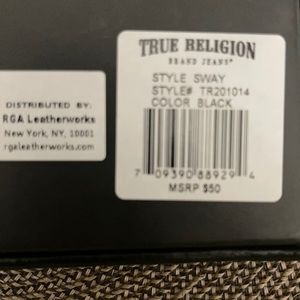 TRUE RELIGION
BRAND JEANS
STYLE SWAY
STYLE# TR201014
COLOR BLACK
7 09390 88929 4
MSRP $50
DISTRIBUTED BY:
RGA Leatherworks
New York, NY, 10001
rgaleatherworks.com